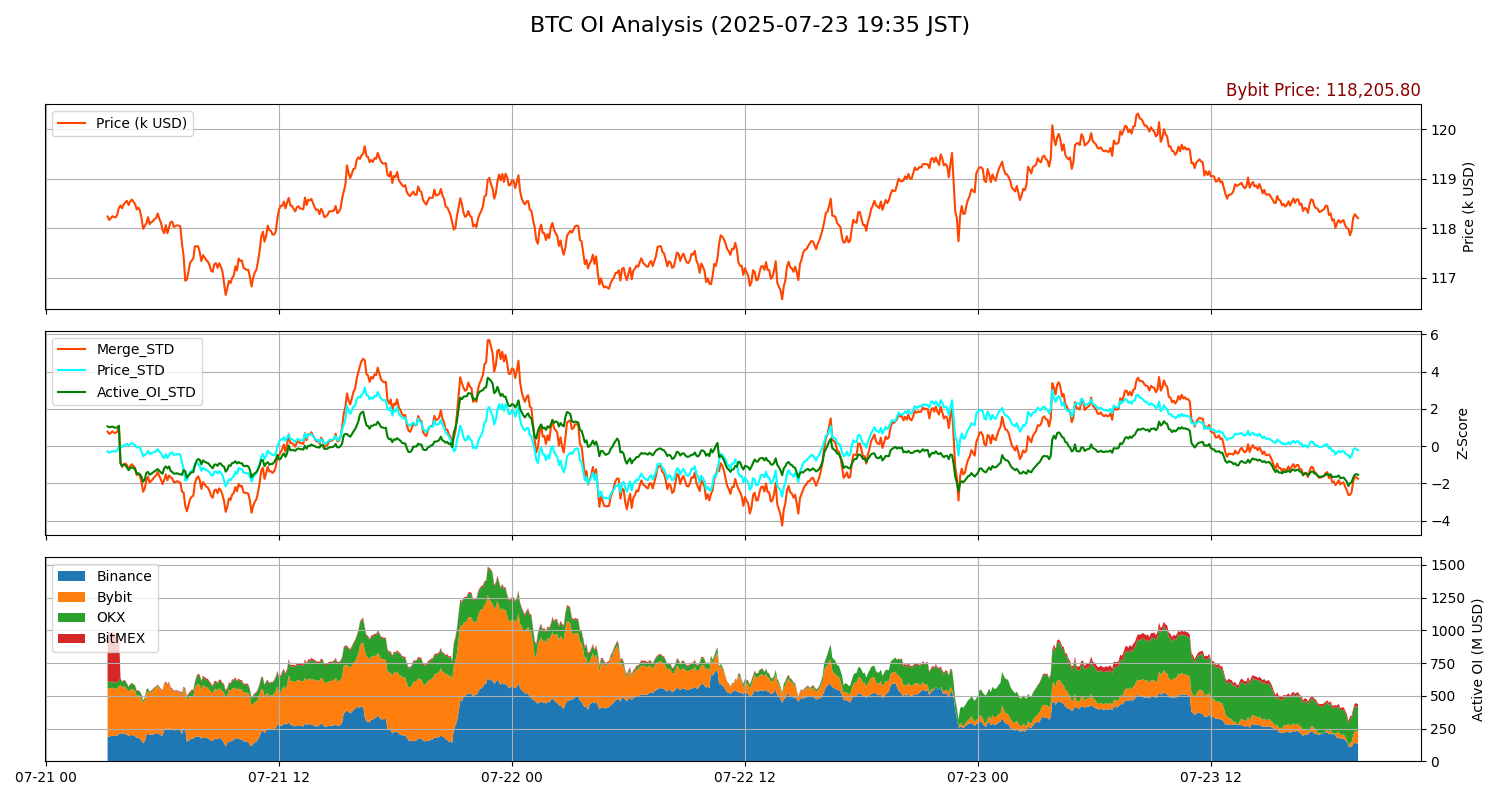 BTC OI Analysis (2025-07-23 19:35 JST)
Bybit Price: 118,205.80
Price (k USD)
120
119
118
117
Price (k USD)
Merge_STD
Price_STD
Active_OI_STD
6
4
2
0
−2
−4
Z-Score
Binance
Bybit
OKX
BitMEX
1500
1250
1000
750
500
250
0
Active OI (M USD)
07-21 00
07-21 12
07-22 00
07-22 12
07-23 00
07-23 12